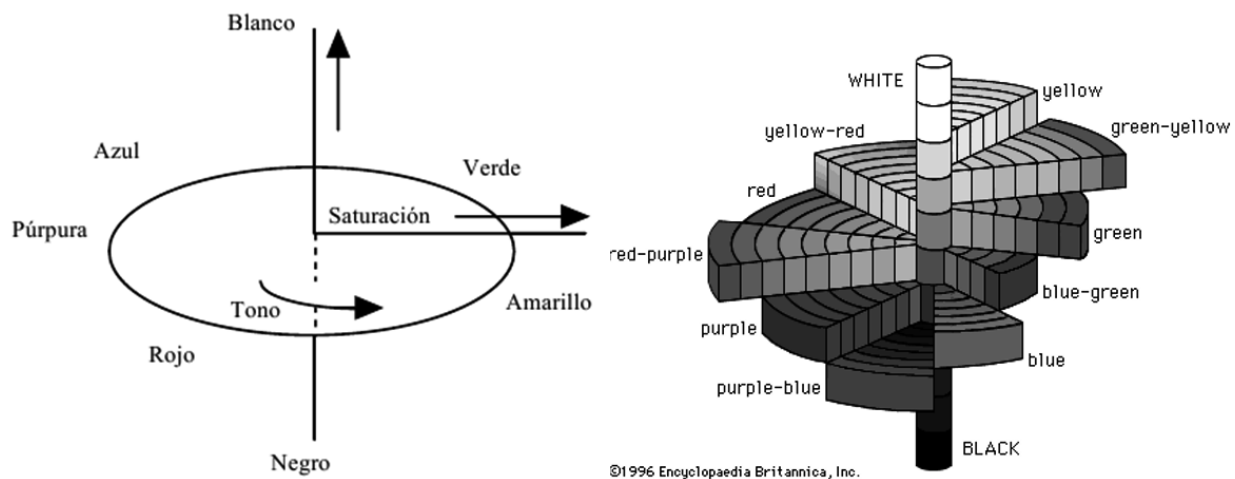 Blanco
Azul
Verde
Púrpura
Saturación
Tono
Amarillo
Rojo
Negro
WHITE
yellow
yellow-red
green-yellow
red
red-purple
green
blue-green
purple
blue
purple-blue
BLACK
©1996 Encyclopaedia Britannica, Inc.